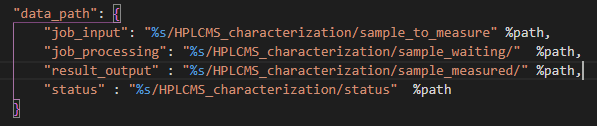 "data_path": {
"job_input": "%s/HPLCMS_characterization/sample_to_measure" %path,
"job_processing": "%s/HPLCMS_characterization/sample_waiting/"  %path,
"result_output" : "%s/HPLCMS_characterization/sample_measured/" %path,
"status" : "%s/HPLCMS_characterization/status"  %path
}